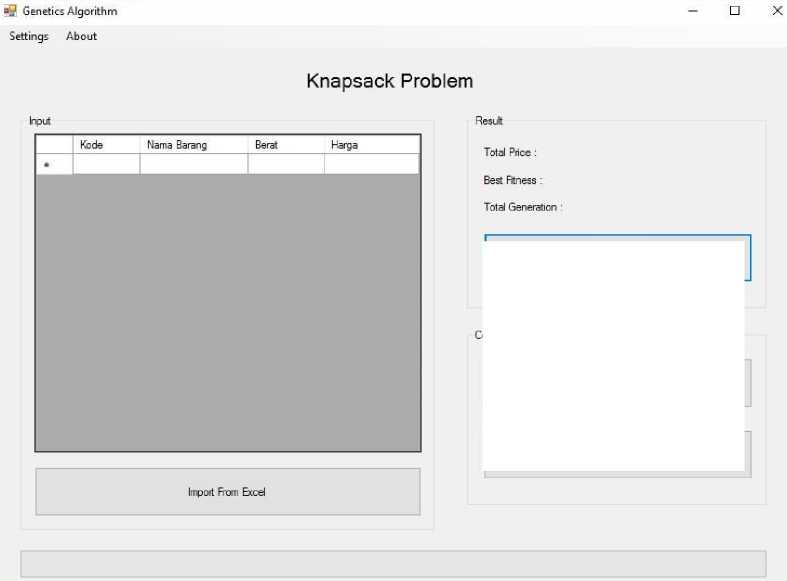 Genetics Algorithm
Settings About
Knapsack Problem
Input
Kode Nama Barang Berat Harga
Import From Excel
Result
Total Price :
Best Fitness :
Total Generation :